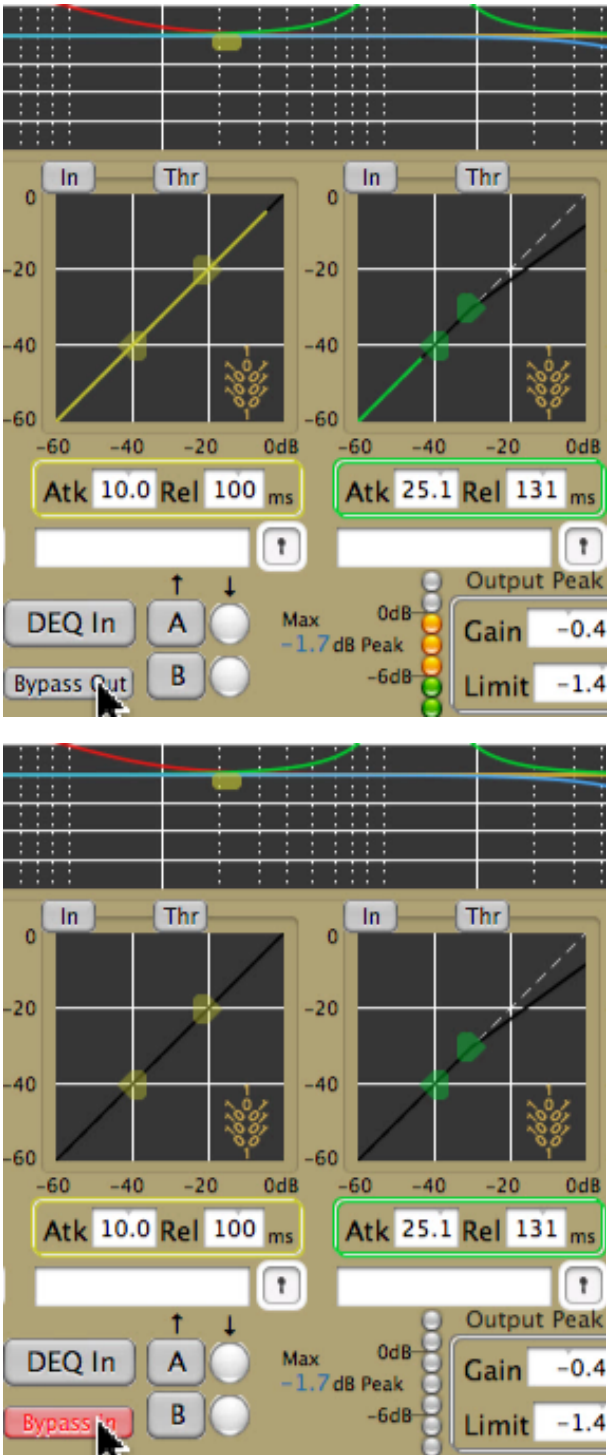 In Thr In Thr
0 0
-20 -20
-40 -40
-60 -60
-60 -40 -20 0dB -60 -40 -20 0dB
Atk 10.0 Rel 100 ms Atk 25.1 Rel 131 ms
↑ ↓ Output Peak
DEQ In A Max 0dB Gain -0.4
-1.7 dB Peak
Bypass Out B -6dB Limit -1.4
In Thr In Thr
0 0
-20 -20
-40 -40
-60 -60
-60 -40 -20 0dB -60 -40 -20 0dB
Atk 10.0 Rel 100 ms Atk 25.1 Rel 131 ms
↑ ↓ Output Peak
DEQ In A Max 0dB Gain -0.4
-1.7 dB Peak
Bypass In B -6dB Limit -1.4